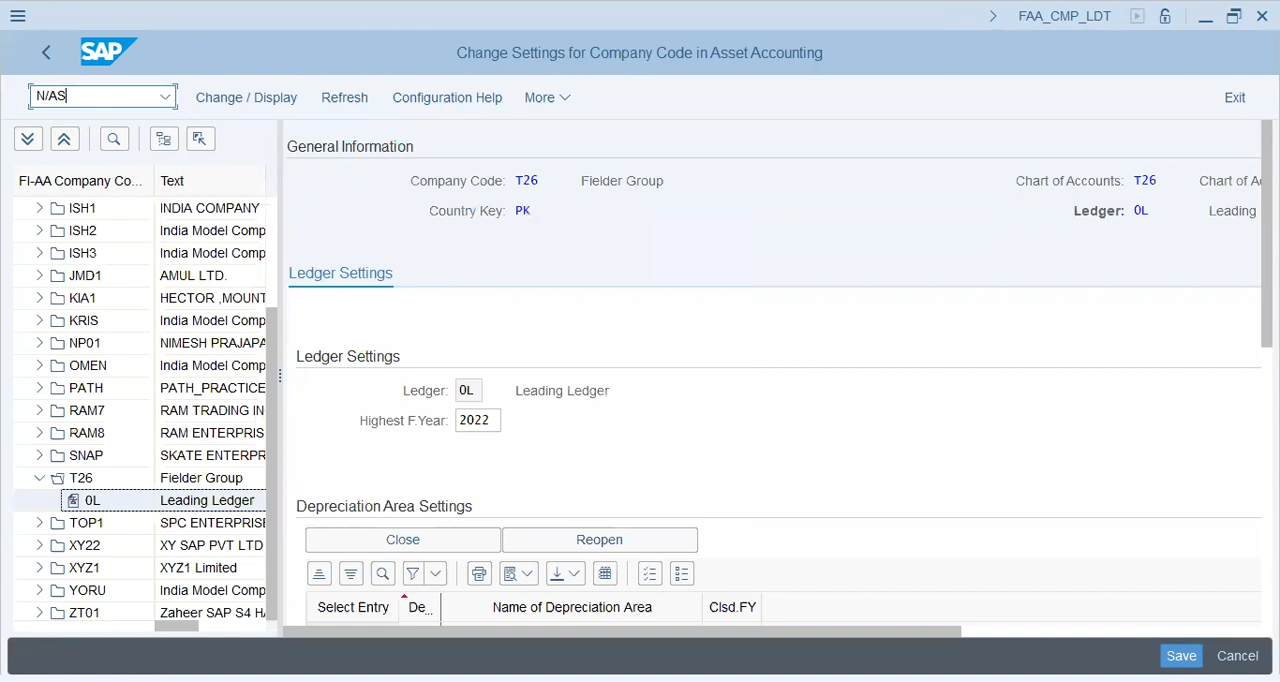 FAA_CMP_LDT
SAP
Change Settings for Company Code in Asset Accounting
N/AS
Change / Display
Refresh
Configuration Help
More
Exit
FI-AA Company Co... Text
ISH1 INDIA COMPANY
ISH2 India Model Comp
ISH3 India Model Comp
JMD1 AMUL LTD.
KIA1 HECTOR ,MOUNT
KRIS India Model Comp
NP01 NIMESH PRAJAPA
OMEN India Model Comp
PATH PATH_PRACTICE
RAM7 RAM TRADING IN
RAM8 RAM ENTERPRIS
SNAP SKATE ENTERPR
T26 Fielder Group
0L Leading Ledger
TOP1 SPC ENTERPRISE
XY22 XY SAP PVT LTD
XYZ1 XYZ1 Limited
YORU India Model Comp
ZT01 Zaheer SAP S4 HA
General Information
Company Code: T26 Fielder Group
Chart of Accounts: T26 Chart of A
Country Key: PK
Ledger: 0L Leading
Ledger Settings
Ledger Settings
Ledger: 0L Leading Ledger
Highest F.Year: 2022
Depreciation Area Settings
Close
Reopen
Select Entry De... Name of Depreciation Area Clsd.FY
Save
Cancel